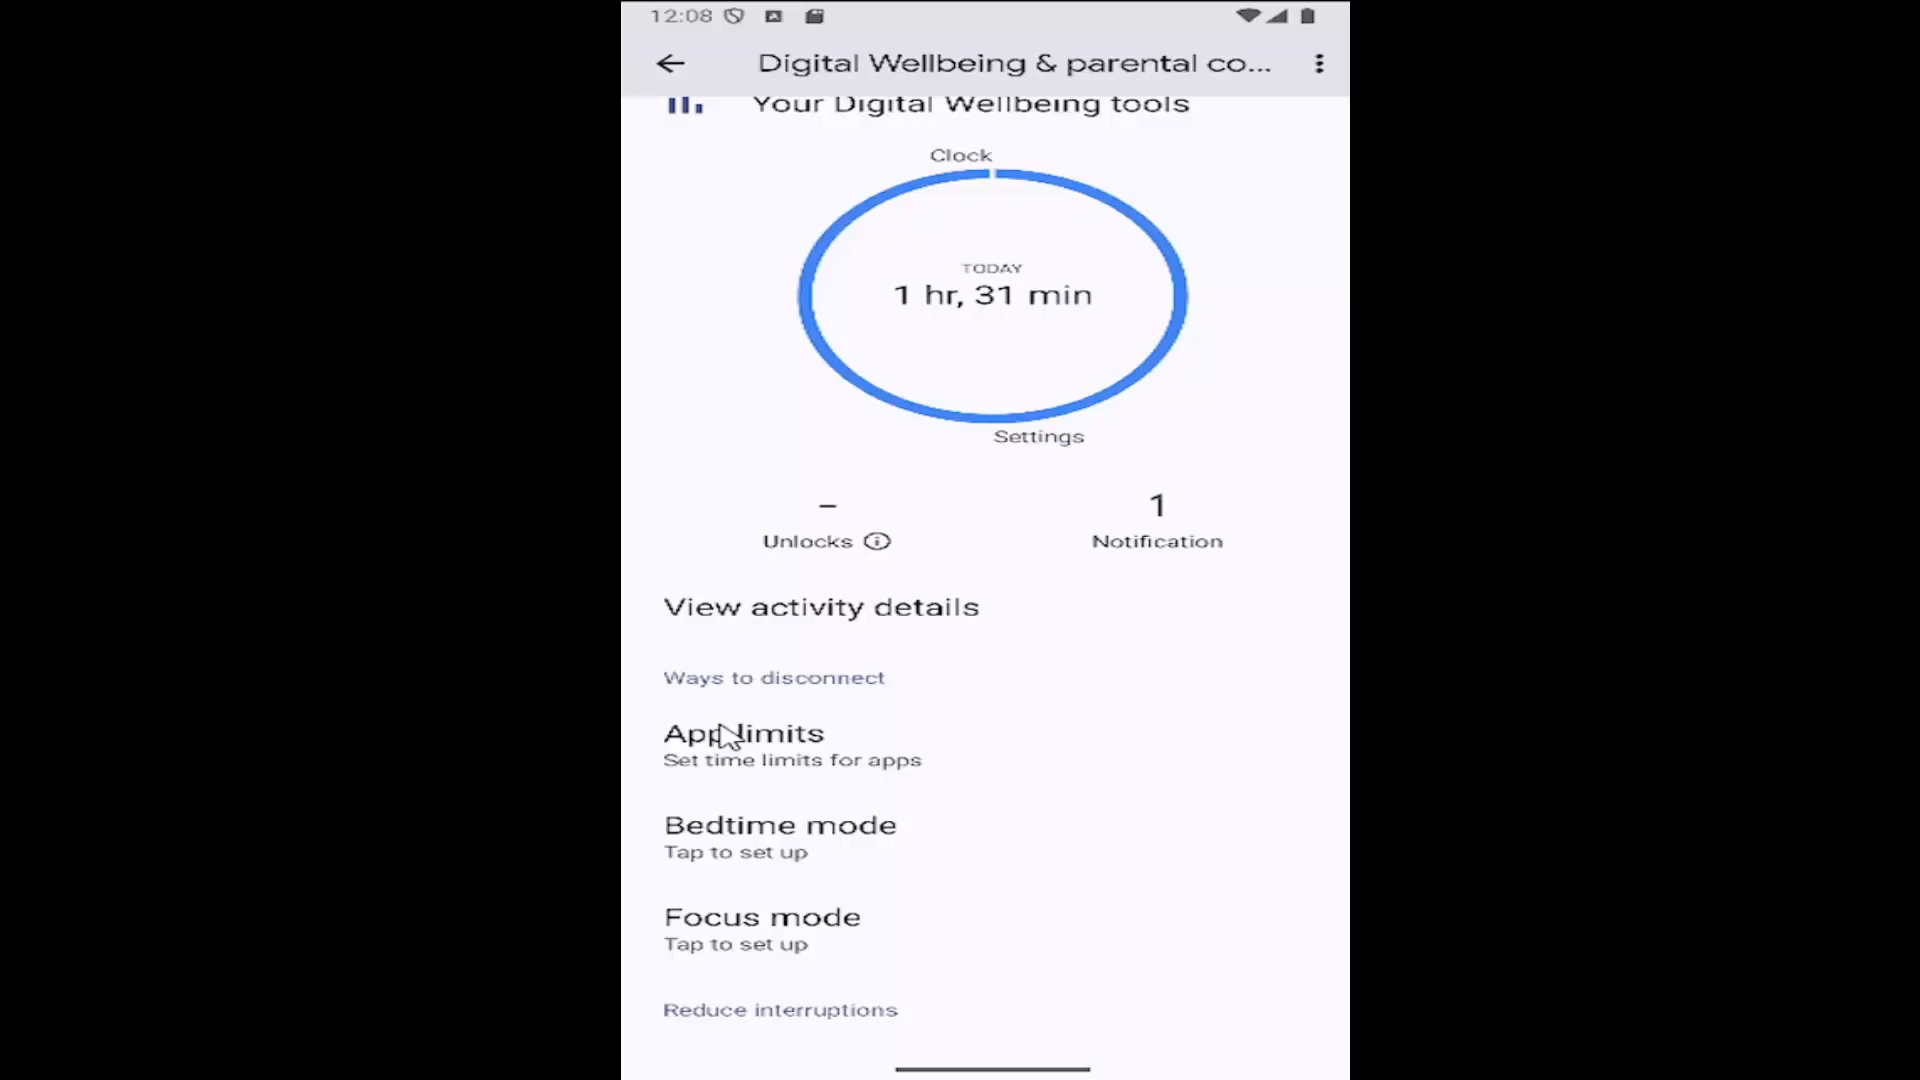 12:08
Digital Wellbeing & parental co...
Your Digital Wellbeing tools
Clock
TODAY
1 hr, 31 min
Settings
–
1
Unlocks
Notification
View activity details
Ways to disconnect
App limits
Set time limits for apps
Bedtime mode
Tap to set up
Focus mode
Tap to set up
Reduce interruptions